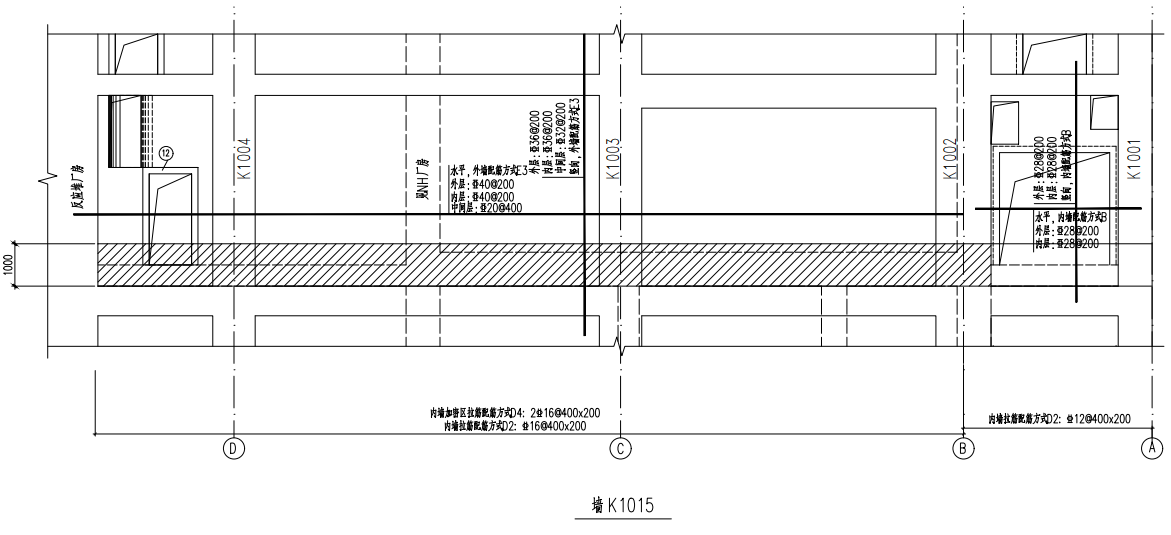 反应堆厂房
1000
12
K1004
见NH厂房
水平，外墙配筋方式E3
外层：⏀40@200
内层：⏀40@200
中间层：⏀20@400
外层：⏀36@200
内层：⏀36@200
中间层：⏀32@200
竖向，外墙配筋方式E3
K1003
K1002
外层：⏀28@200
内层：⏀28@200
竖向，内墙配筋方式B
水平，内墙配筋方式B
外层：⏀28@200
内层：⏀28@200
K1001
内墙加密区拉筋配筋方式D4：2⏀16@400x200
内墙拉筋配筋方式D2：⏀16@400x200
内墙拉筋配筋方式D2：⏀12@400x200
D
C
B
A
墙K1015